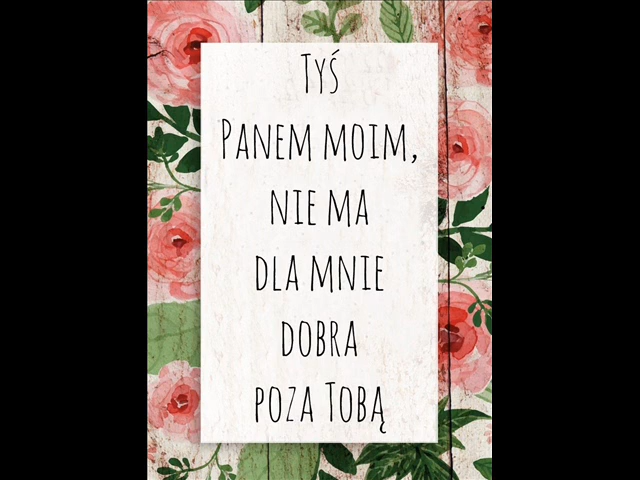 Tyś
Panem moim,
nie ma
dla mnie
dobra
poza Tobą